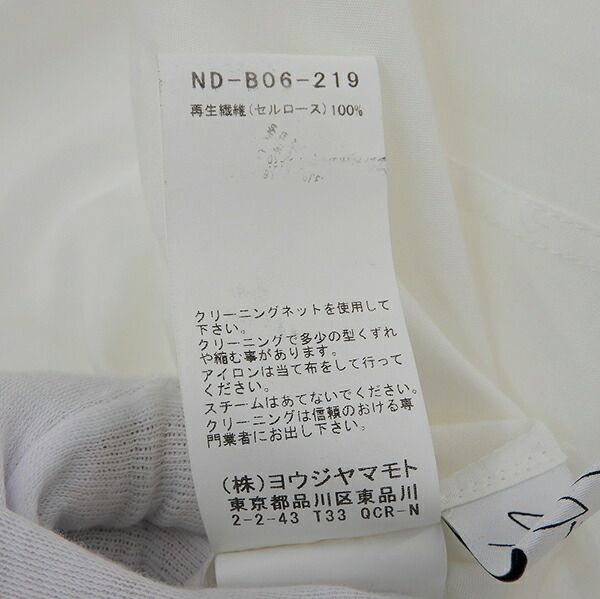 ND-B06-219
再生繊維(セルロース)100%
クリーニングネットを使用して
下さい。
クリーニングで多少の型くずれ
や縮む事があります。
アイロンは当て布をして行って
ください。
スチームはあてないでください。
クリーニングは信頼のおける専
門業者にお出し下さい。
(株)ヨウジヤマモト
東京都品川区東品川
2-2-43 T33 QCR-N